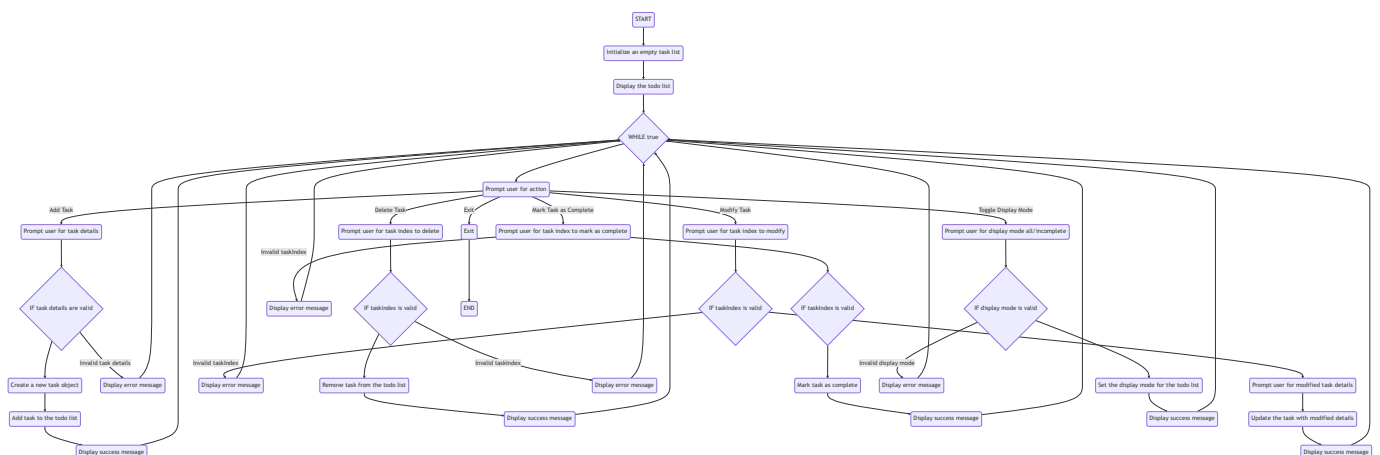 START
Initialize an empty task list
Display the todo list
WHILE true
Prompt user for action
Add Task
Delete Task
Exit
Mark Task as Complete
Modify Task
Toggle Display Mode
Prompt user for task details
Prompt user for task index to delete
Exit
Prompt user for task index to mark as complete
Prompt user for task index to modify
Prompt user for display mode all/incomplete
Invalid taskIndex
IF task details are valid
Display error message
IF taskIndex is valid
END
IF taskIndex is valid
IF taskIndex is valid
IF display mode is valid
Invalid task details
Invalid taskIndex
Invalid taskIndex
Invalid display mode
Create a new task object
Display error message
Display error message
Remove task from the todo list
Display error message
Mark task as complete
Display error message
Set the display mode for the todo list
Prompt user for modified task details
Add task to the todo list
Display success message
Display success message
Display success message
Update the task with modified details
Display success message
Display success message